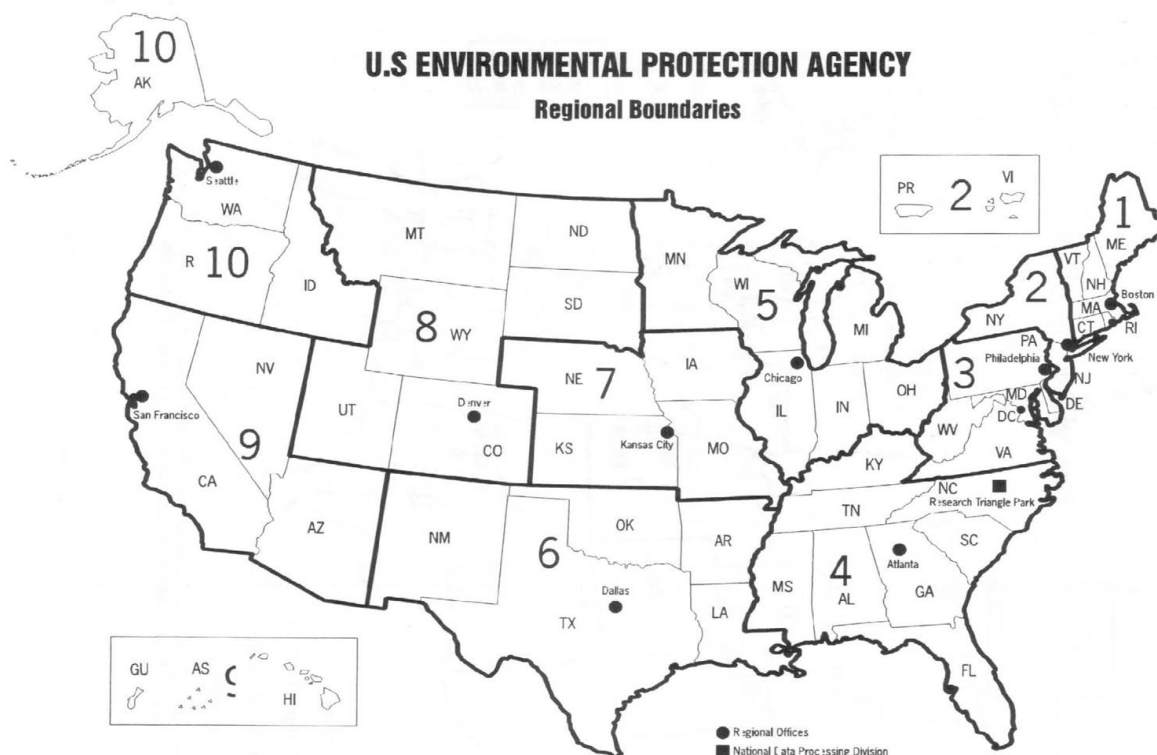 10
AK
U.S ENVIRONMENTAL PROTECTION AGENCY
Regional Boundaries
PR 2 VI
1
ME
Seattle
WA
MT
ND
MN
VT
NH
R 10
ID
SD
WI
5
2
Boston
MA
NY
CT
RI
8
WY
MI
PA
New York
Philadelphia
NV
NE 7
IA
Chicago
3
NJ
OH
MD
DE
UT
Denver
IL
IN
DC
San Francisco
WV
KS
Kansas City
MO
VA
9
CO
KY
CA
NC
Research Triangle Park
TN
AZ
NM
OK
AR
SC
6
Atlanta
4
MS
AL
GA
Dallas
TX
LA
GU AS 9 HI
FL
Regional Offices
National Data Processing Division